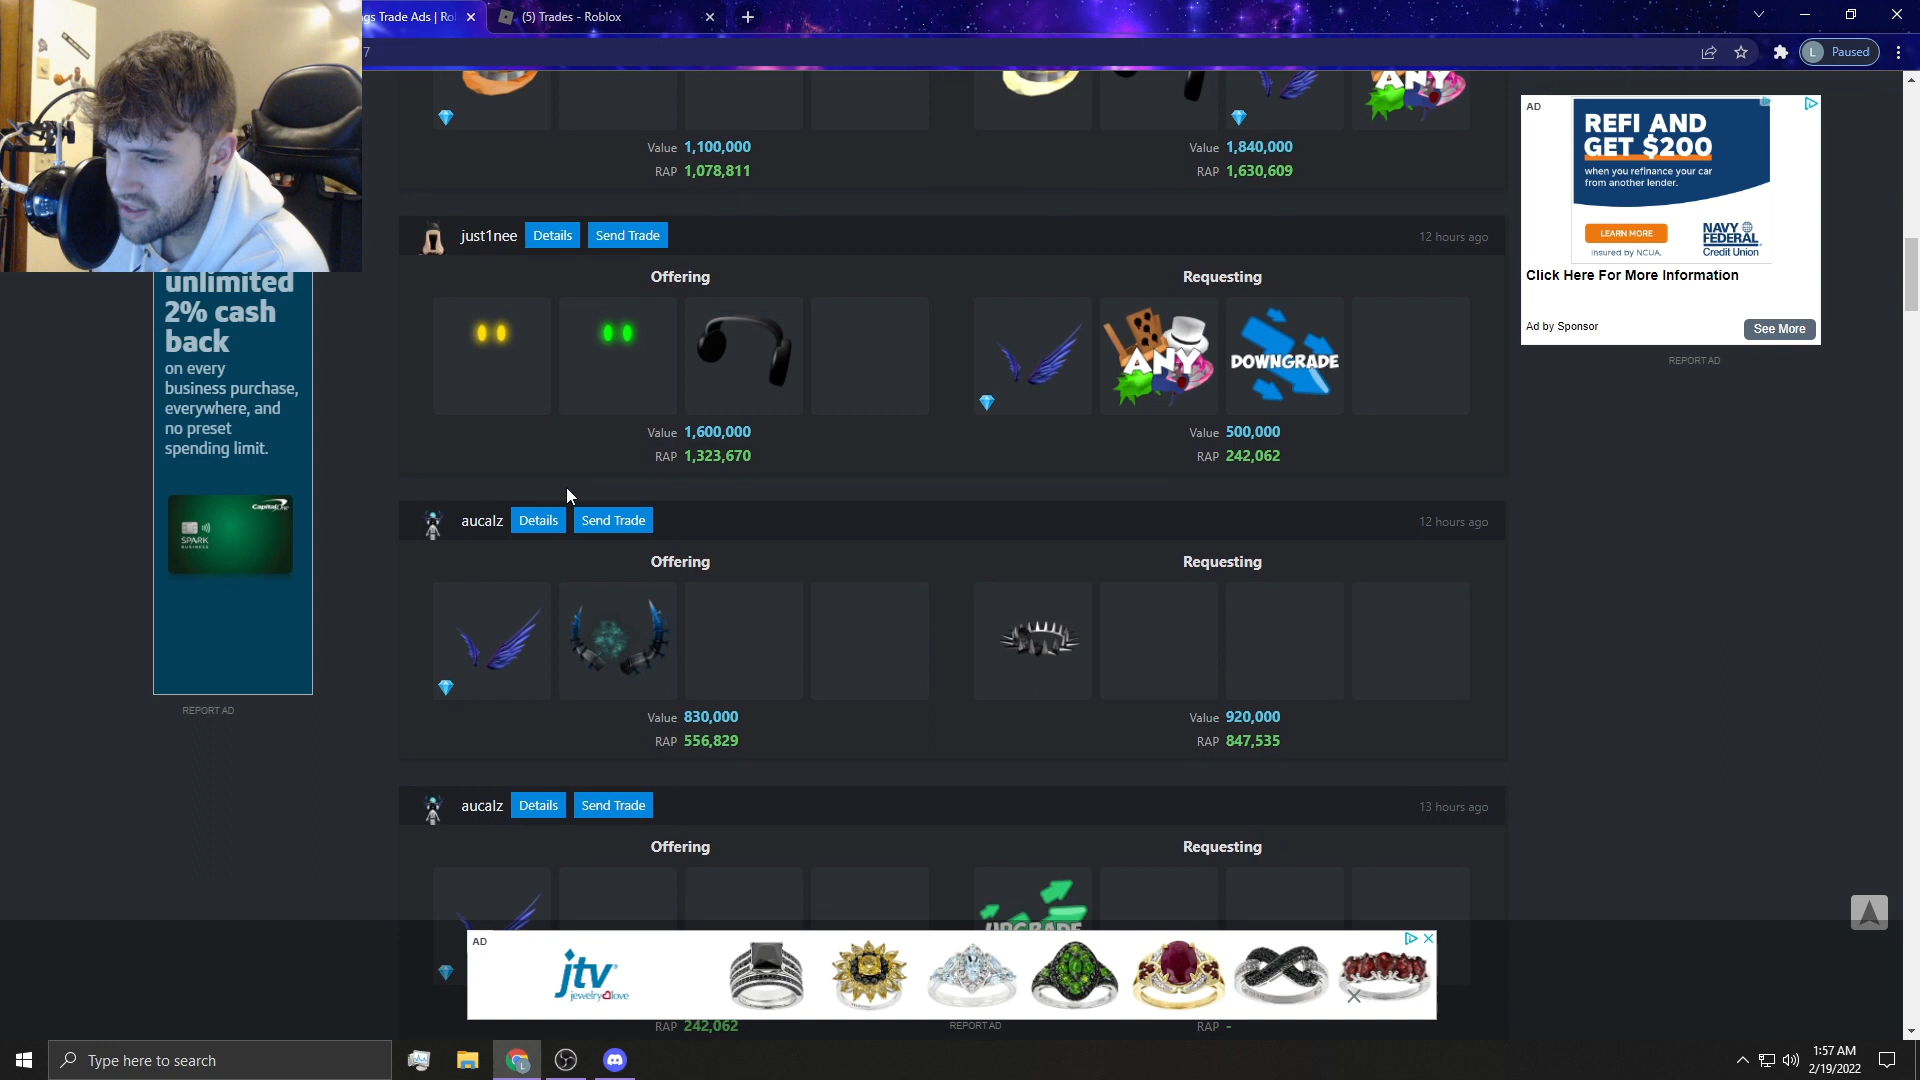 gs Trade Ads | Rol
(5) Trades - Roblox
7
L
Paused
ANY
Value 1,100,000
RAP 1,078,811
Value 1,840,000
RAP 1,630,609
just1nee
Details
Send Trade
12 hours ago
Offering
Requesting
ANY
DOWNGRADE
Value 1,600,000
RAP 1,323,670
Value 500,000
RAP 242,062
aucalz
Details
Send Trade
12 hours ago
Offering
Requesting
Value 830,000
RAP 556,829
Value 920,000
RAP 847,535
aucalz
Details
Send Trade
13 hours ago
Offering
Requesting
UPGRADE
RAP 242,062
RAP -
unlimited
2% cash
back
on every
business purchase,
everywhere, and
no preset
spending limit.
Capital One
SPARK
BUSINESS
REPORT AD
AD
REFI AND
GET $200
when you refinance your car
from another lender.
LEARN MORE
Insured by NCUA.
NAVY
FEDERAL
Credit Union
Click Here For More Information
Ad by Sponsor
See More
REPORT AD
AD
jtv
jewelry love
REPORT AD
Type here to search
L
1:57 AM
2/19/2022